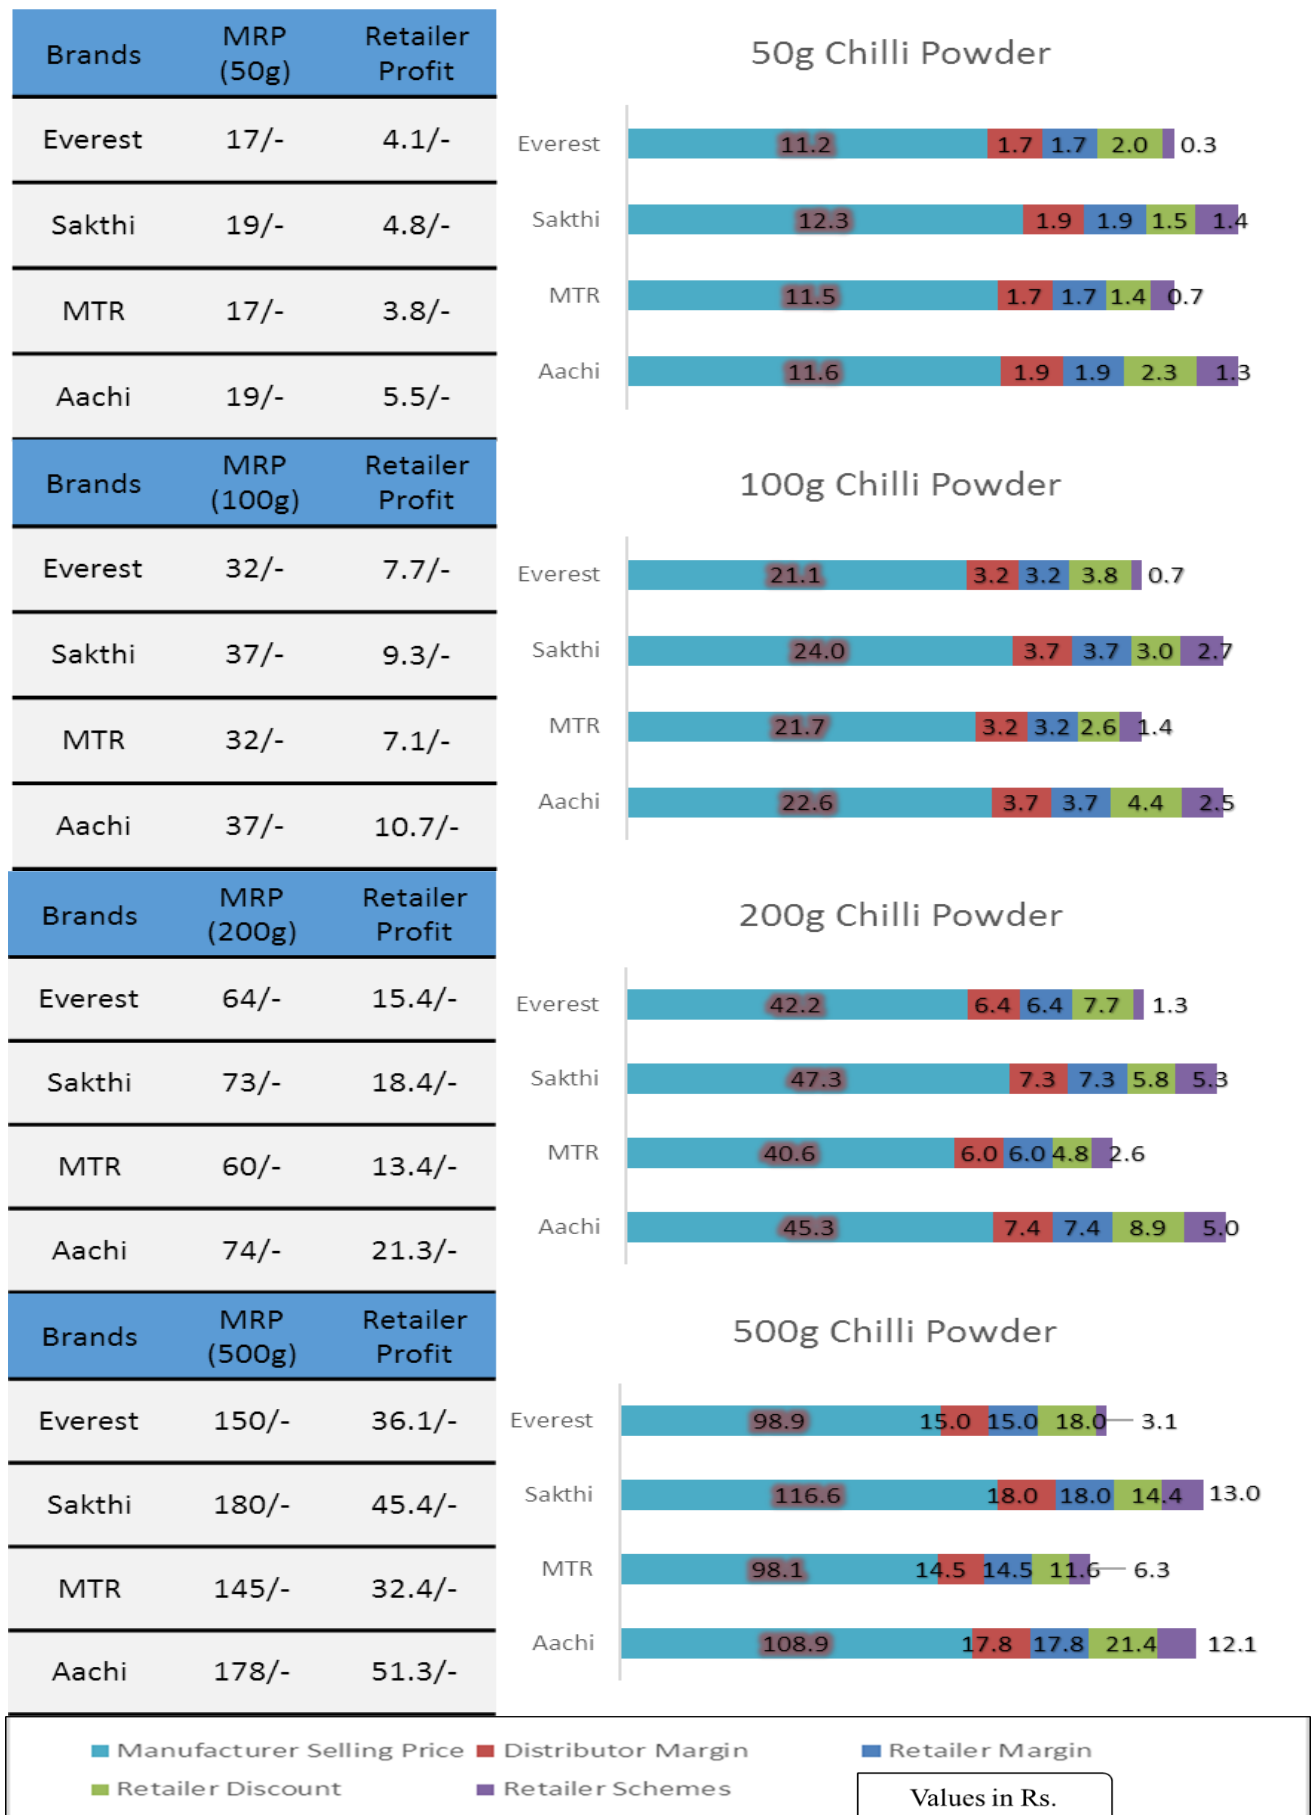 Brands MRP (50g) Retailer Profit
Everest 17/- 4.1/-
Sakthi 19/- 4.8/-
MTR 17/- 3.8/-
Aachi 19/- 5.5/-
50g Chilli Powder
Everest 11.2 1.7 1.7 2.0 0.3
Sakthi 12.3 1.9 1.9 1.5 1.4
MTR 11.5 1.7 1.7 1.4 0.7
Aachi 11.6 1.9 1.9 2.3 1.3
Brands MRP (100g) Retailer Profit
Everest 32/- 7.7/-
Sakthi 37/- 9.3/-
MTR 32/- 7.1/-
Aachi 37/- 10.7/-
100g Chilli Powder
Everest 21.1 3.2 3.2 3.8 0.7
Sakthi 24.0 3.7 3.7 3.0 2.7
MTR 21.7 3.2 3.2 2.6 1.4
Aachi 22.6 3.7 3.7 4.4 2.5
Brands MRP (200g) Retailer Profit
Everest 64/- 15.4/-
Sakthi 73/- 18.4/-
MTR 60/- 13.4/-
Aachi 74/- 21.3/-
200g Chilli Powder
Everest 42.2 6.4 6.4 7.7 1.3
Sakthi 47.3 7.3 7.3 5.8 5.3
MTR 40.6 6.0 6.0 4.8 2.6
Aachi 45.3 7.4 7.4 8.9 5.0
Brands MRP (500g) Retailer Profit
Everest 150/- 36.1/-
Sakthi 180/- 45.4/-
MTR 145/- 32.4/-
Aachi 178/- 51.3/-
500g Chilli Powder
Everest 98.9 15.0 15.0 18.0 3.1
Sakthi 116.6 18.0 18.0 14.4 13.0
MTR 98.1 14.5 14.5 11.6 6.3
Aachi 108.9 17.8 17.8 21.4 12.1
Manufacturer Selling Price Distributor Margin Retailer Margin
Retailer Discount Retailer Schemes
Values in Rs.